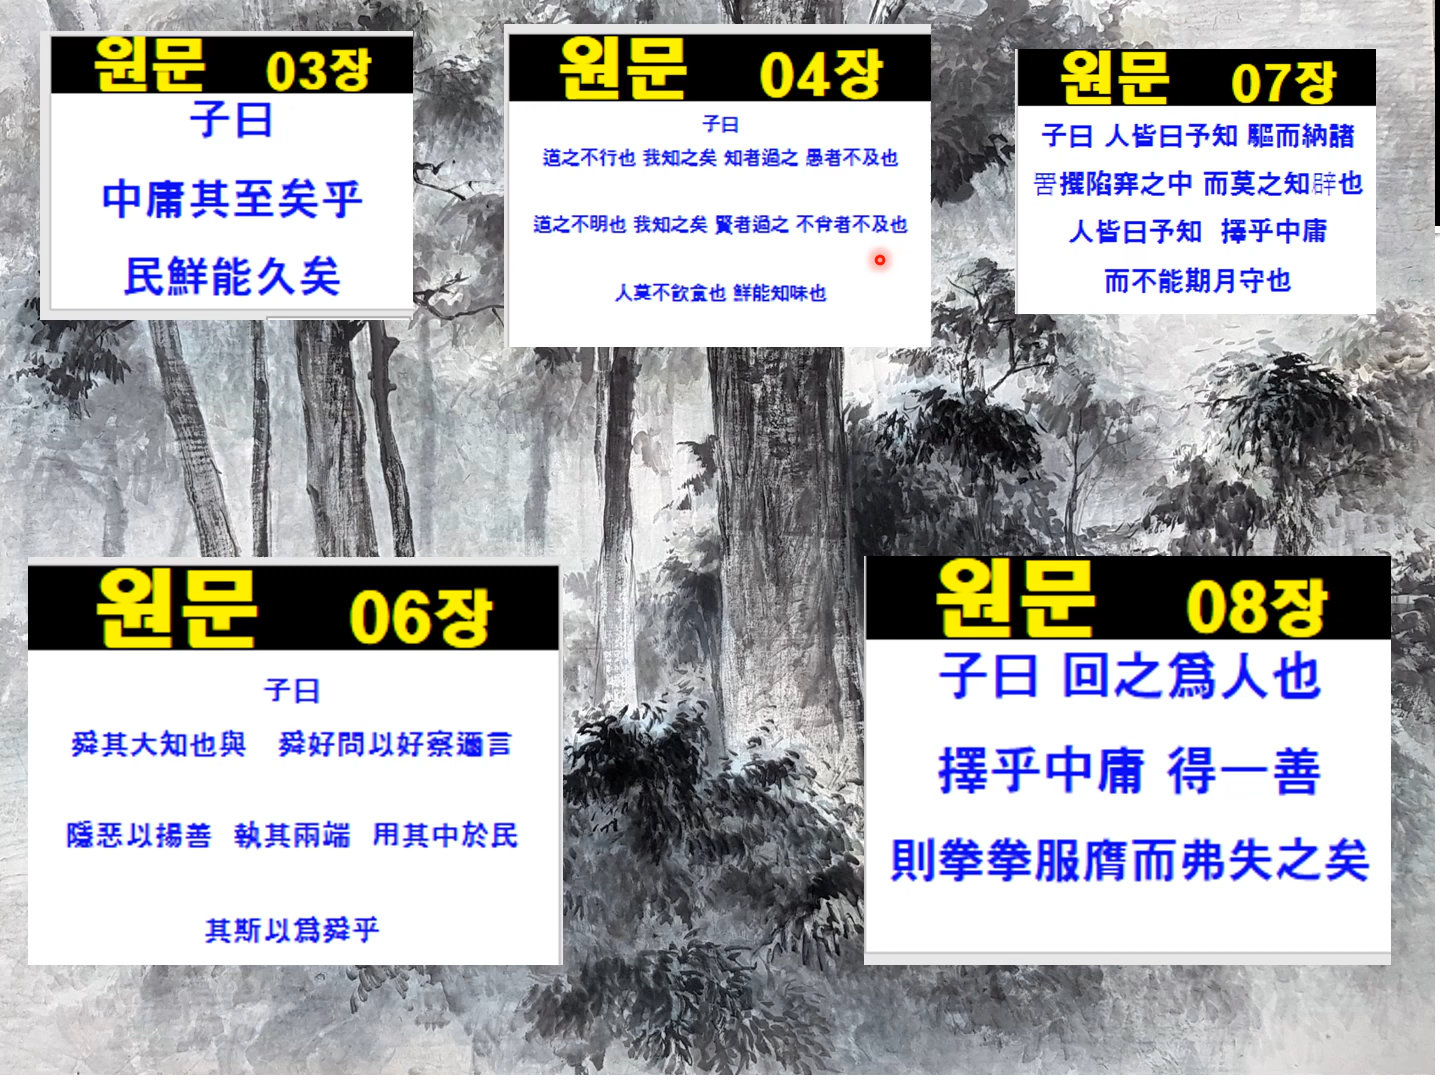 원문 03장
子曰
中庸其至矣乎
民鮮能久矣
원문 04장
子曰
道之不行也 我知之矣 知者過之 愚者不及也
道之不明也 我知之矣 賢者過之 不肖者不及也
人莫不飮食也 鮮能知味也
원문 07장
子曰 人皆曰予知 驅而納諸
罟擭陷穽之中 而莫之知辟也
人皆曰予知 擇乎中庸
而不能期月守也
원문 06장
子曰
舜其大知也與 舜好問以好察邇言
隱惡以揚善 執其兩端 用其中於民
其斯以爲舜乎
원문 08장
子曰 回之爲人也
擇乎中庸 得一善
則拳拳服膺而弗失之矣